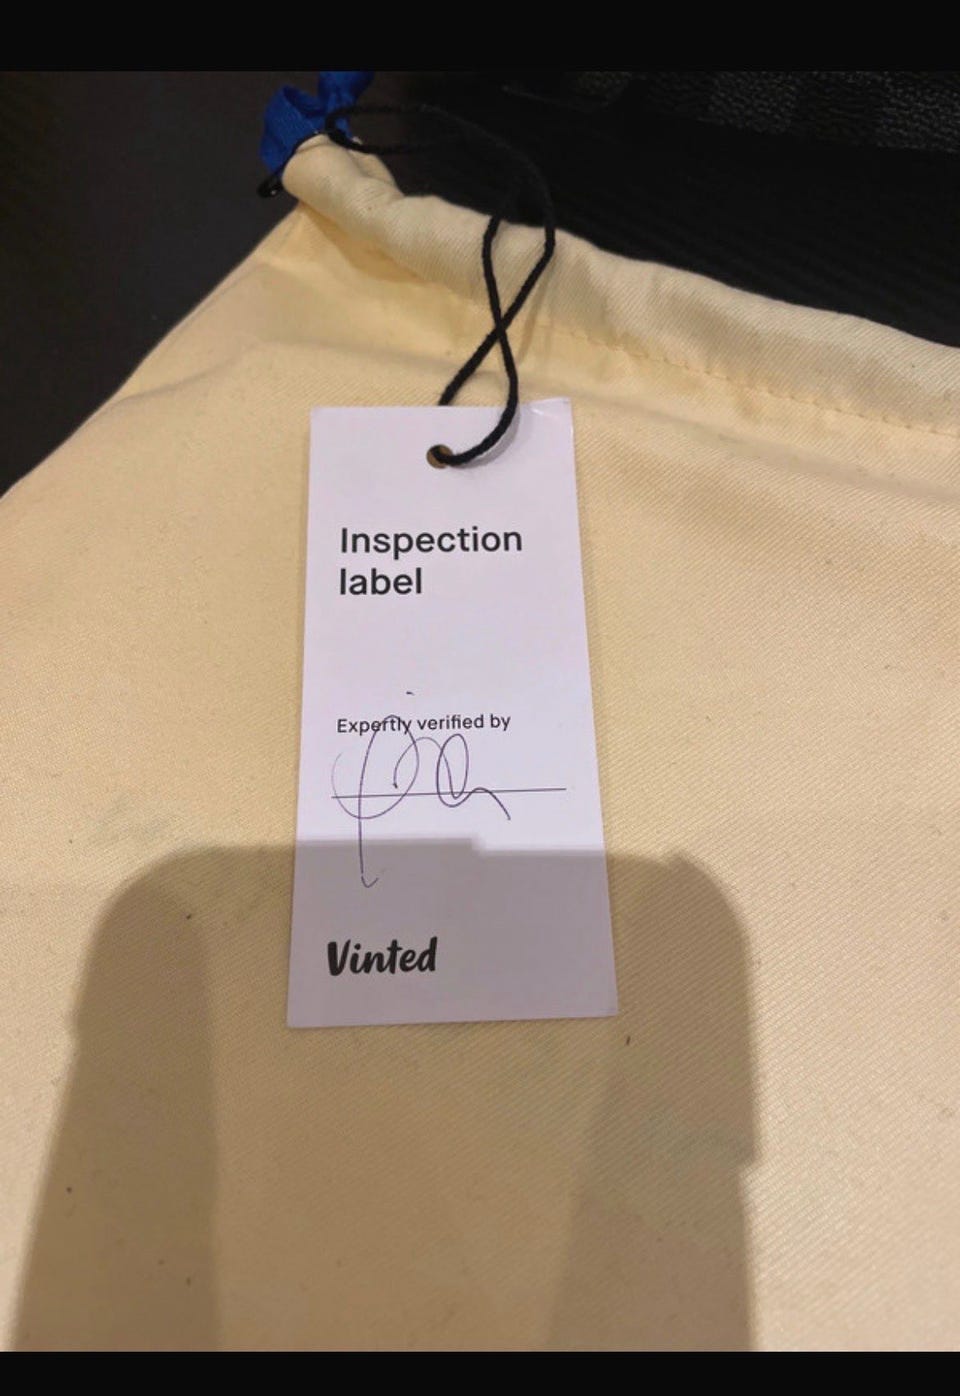 Inspection
label
Expertly verified by
Vinted